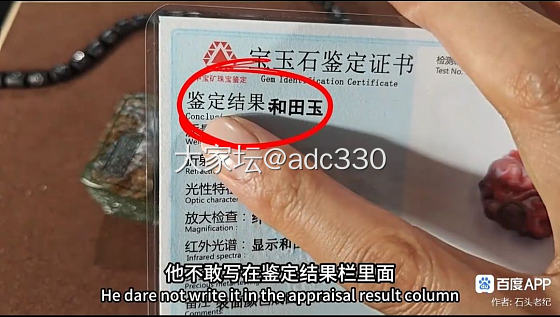 宝玉石鉴定证书
Gem Identification Certificate
宝矿珠宝鉴定
检测
Test No.
鉴定结果:和田玉
大家坛@adc330
光性特征
Optic character
放大检查:
Magnification:
红外光谱:显示和田
Infrared spectra:
他不敢写在鉴定结果栏里面
He dare not write it in the appraisal result column
百度APP
作者:石头老纪